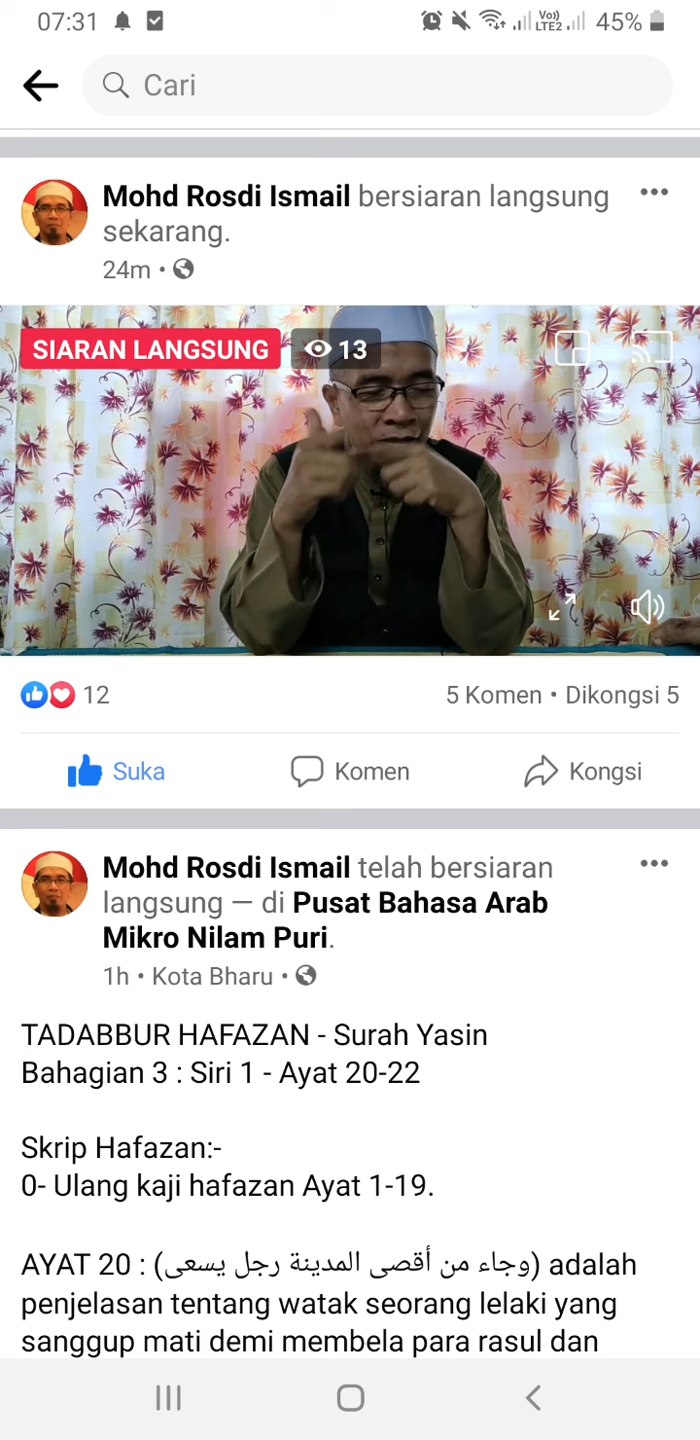 07:31 Vo)) LTE2 45%
Cari
Mohd Rosdi Ismail bersiaran langsung
sekarang.
24m •
SIARAN LANGSUNG 13
12 5 Komen • Dikongsi 5
Suka Komen Kongsi
Mohd Rosdi Ismail telah bersiaran
langsung — di Pusat Bahasa Arab
Mikro Nilam Puri.
1h • Kota Bharu •
TADABBUR HAFAZAN - Surah Yasin
Bahagian 3 : Siri 1 - Ayat 20-22
Skrip Hafazan:-
0- Ulang kaji hafazan Ayat 1-19.
AYAT 20 : (وجاء من أقصى المدينة رجل يسعى) adalah
penjelasan tentang watak seorang lelaki yang
sanggup mati demi membela para rasul dan